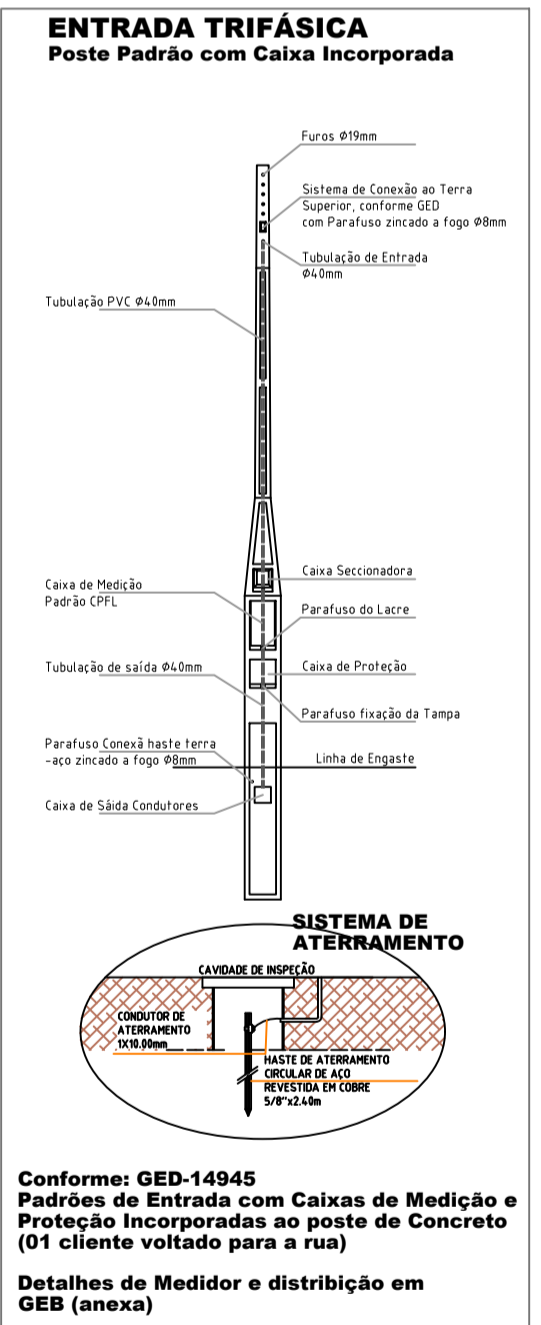 ENTRADA TRIFÁSICA
Poste Padrão com Caixa Incorporada
Furos Ø19mm
Sistema de Conexão ao Terra
Superior, conforme GED
com Parafuso zincado a fogo Ø8mm
Tubulação de Entrada
Ø40mm
Tubulação PVC Ø40mm
Caixa Seccionadora
Caixa de Medição
Padrão CPFL
Parafuso do Lacre
Tubulação de saída Ø40mm
Caixa de Proteção
Parafuso fixação da Tampa
Parafuso Conexã haste terra
-aço zincado a fogo Ø8mm
Linha de Engaste
Caixa de Sáida Condutores
SISTEMA DE
ATERRAMENTO
CAVIDADE DE INSPEÇÃO
CONDUTOR DE
ATERRAMENTO
1X10.00mm
HASTE DE ATERRAMENTO
CIRCULAR DE AÇO
REVESTIDA EM COBRE
5/8"x2.40m
Conforme: GED-14945
Padrões de Entrada com Caixas de Medição e
Proteção Incorporadas ao poste de Concreto
(01 cliente voltado para a rua)
Detalhes de Medidor e distribição em
GEB (anexa)